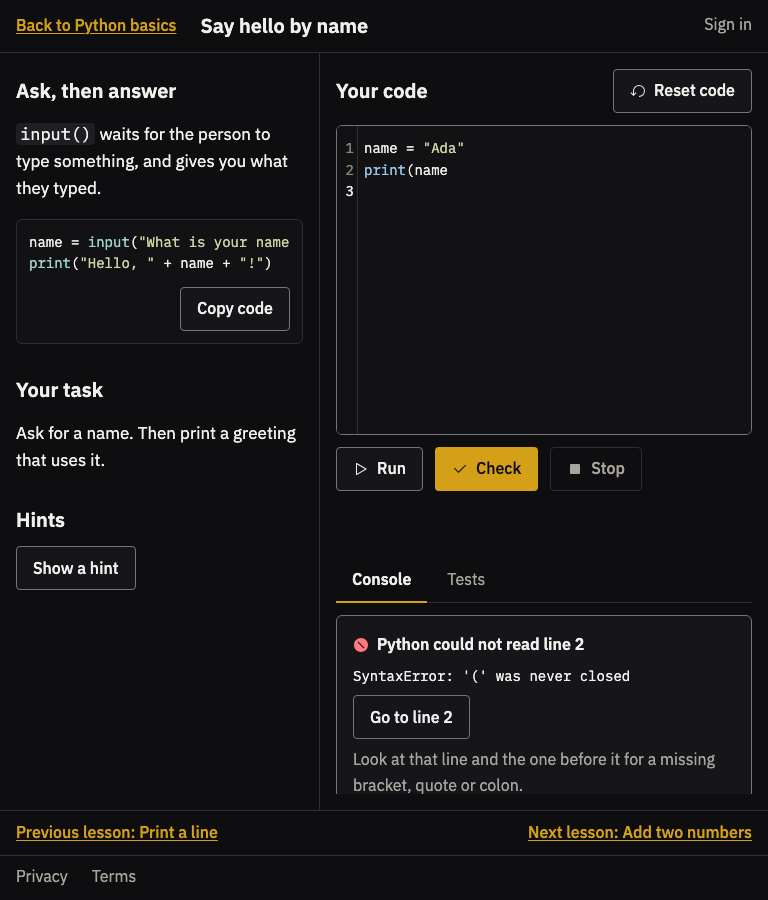 Back to Python basics
Say hello by name
Sign in
Ask, then answer
input() waits for the person to
type something, and gives you what
they typed.
name = input("What is your name
print("Hello, " + name + "!")
Copy code
Your task
Ask for a name. Then print a greeting
that uses it.
Hints
Show a hint
Your code
Reset code
1 name = "Ada"
2 print(name
3
Run
Check
Stop
Console
Tests
Python could not read line 2
SyntaxError: '(' was never closed
Go to line 2
Look at that line and the one before it for a missing
bracket, quote or colon.
Previous lesson: Print a line
Next lesson: Add two numbers
Privacy
Terms